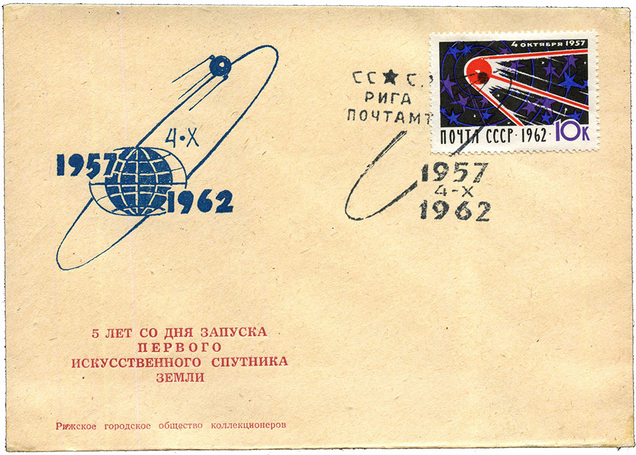 4 ОКТЯБРЯ 1957
ПОЧТА СССР·1962 10К
СС★С.
РИГА
ПОЧТАМТ
1957
4-X
1962
4·X
1957
1962
5 ЛЕТ СО ДНЯ ЗАПУСКА
ПЕРВОГО
ИСКУССТВЕННОГО СПУТНИКА
ЗЕМЛИ
Рижское городское общество коллекционеров